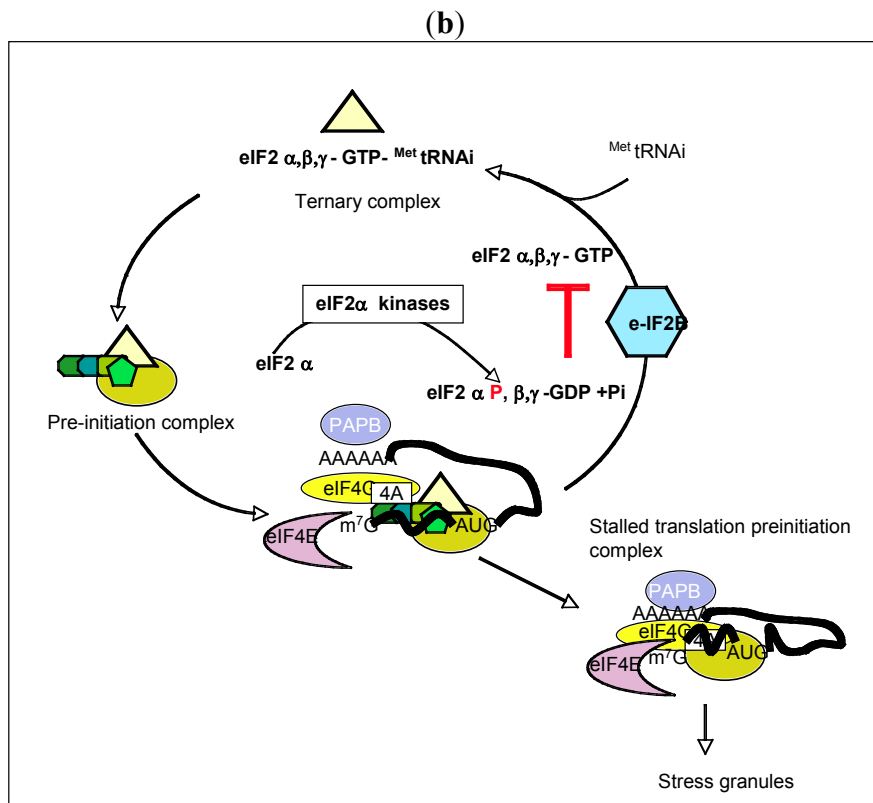 (b)
eIF2 α,β,γ - GTP- Met tRNAi
Met tRNAi
Ternary complex
eIF2 α,β,γ - GTP
eIF2α kinases
e-IF2B
eIF2 α
eIF2 α P, β,γ -GDP +Pi
Pre-initiation complex
PAPB
AAAAAA
eIF4G
4A
m7G
AUG
eIF4E
Stalled translation preinitiation
complex
PAPB
AAAAAA
eIF4G
4A
AUG
eIF4E
m7G
Stress granules